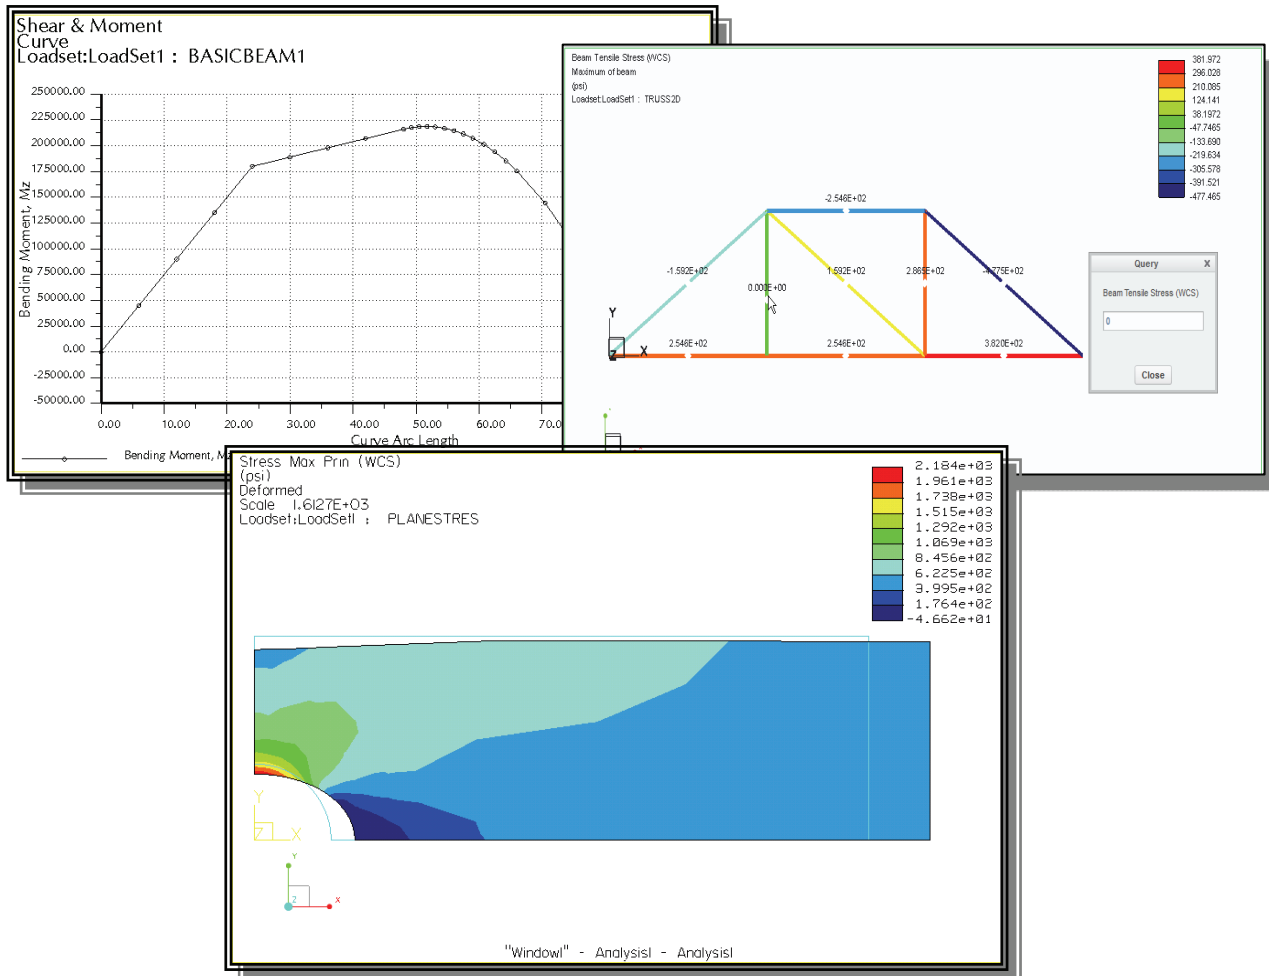 Shear & Moment
Curve
Loadset:LoadSet1 : BASICBEAM1
250000.00
225000.00
200000.00
175000.00
150000.00
125000.00
100000.00
75000.00
50000.00
25000.00
0.00
-25000.00
-50000.00
Bending Moment, Mz
0.00 10.00 20.00 30.00 40.00 50.00 60.00 70.0
Curve Arc Length
Bending Moment, M
Beam Tensile Stress (WCS)
Maximum of beam
(psi)
Loadset:LoadSet1 : TRUSS2D
381.972
296.028
210.085
124.141
38.1972
-47.7465
-133.690
-219.634
-305.578
-391.521
-477.465
-2.546E+02
-1.592E+02
1.592E+02
2.865E+02
-4.775E+02
0.000E+00
2.546E+02
2.546E+02
3.820E+02
Y
Z
X
Query X
Beam Tensile Stress (WCS)
0
Close
Stress Max Prin (WCS)
(psi)
Deformed
Scale 1.6127E+03
Loadset:LoadSet1 : PLANESTRES
2.184e+03
1.961e+03
1.738e+03
1.515e+03
1.292e+03
1.069e+03
8.456e+02
6.225e+02
3.995e+02
1.764e+02
-4.662e+01
Y
Z X
Y
Z
X
"Window1" - Analysis1 - Analysis1